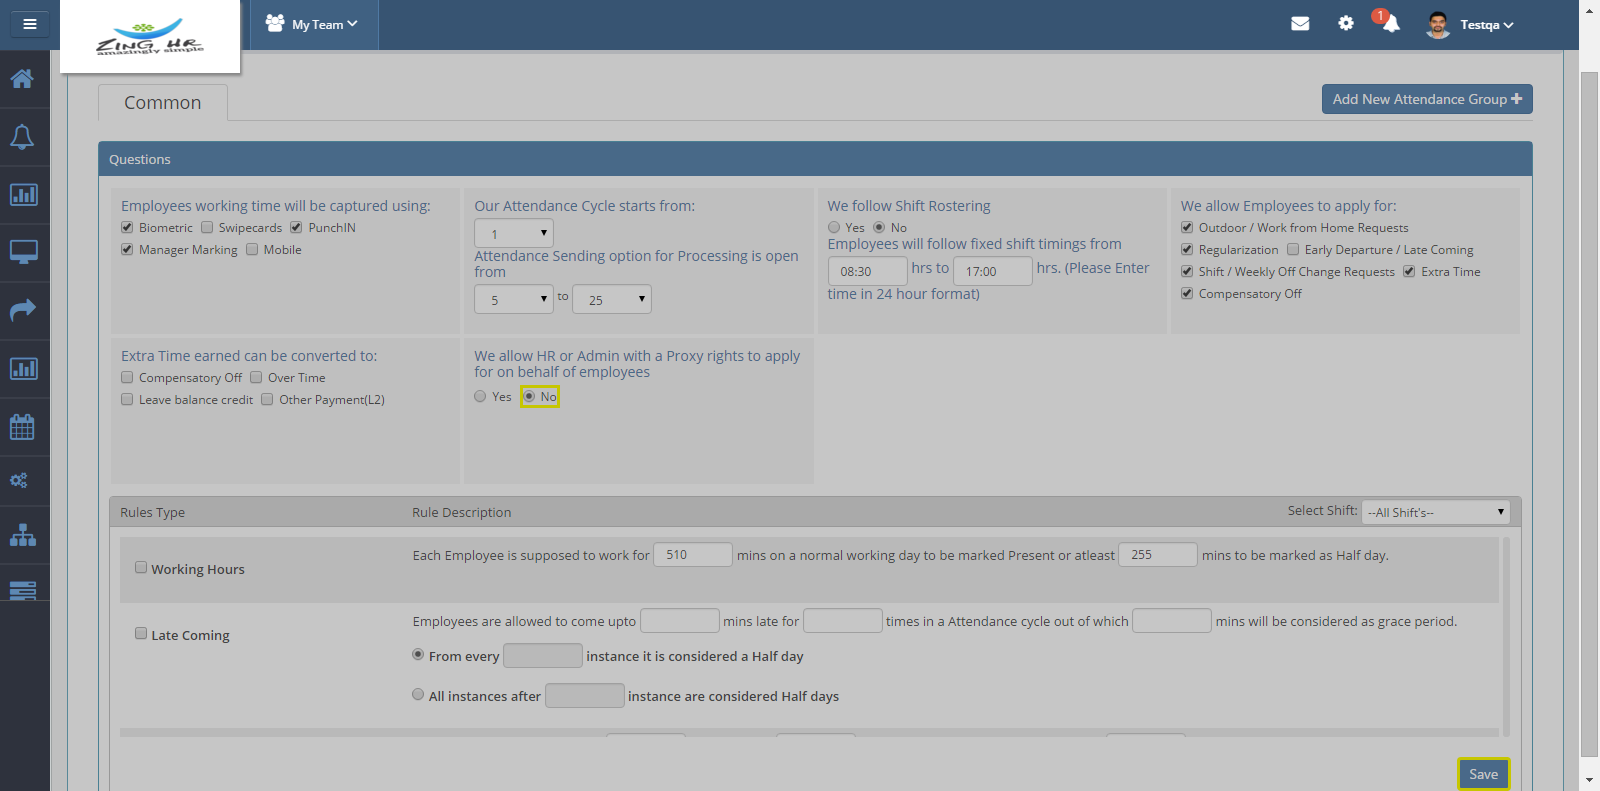 My Team
1
Testqa
ZING HR
amazingly simple
Common
Add New Attendance Group
Questions
Employees working time will be captured using:
Biometric Swipecards PunchIN
Manager Marking Mobile
Our Attendance Cycle starts from:
1
Attendance Sending option for Processing is open
from
5 to 25
We follow Shift Rostering
Yes No
Employees will follow fixed shift timings from
08:30 hrs to 17:00 hrs. (Please Enter
time in 24 hour format)
We allow Employees to apply for:
Outdoor / Work from Home Requests
Regularization Early Departure / Late Coming
Shift / Weekly Off Change Requests Extra Time
Compensatory Off
Extra Time earned can be converted to:
Compensatory Off Over Time
Leave balance credit Other Payment(L2)
We allow HR or Admin with a Proxy rights to apply
for on behalf of employees
Yes No
Rules Type Rule Description Select Shift: --All Shift's--
Working Hours
Each Employee is supposed to work for 510 mins on a normal working day to be marked Present or atleast 255 mins to be marked as Half day.
Late Coming
Employees are allowed to come upto mins late for times in a Attendance cycle out of which mins will be considered as grace period.
From every instance it is considered a Half day
All instances after instance are considered Half days
Save